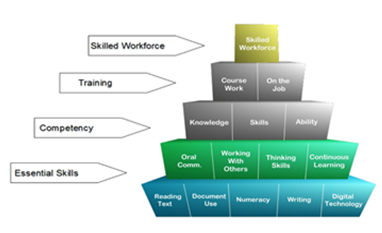 Skilled Workforce
Skilled
Workforce
Training
Course
Work
On the
Job
Competency
Knowledge
Skills
Ability
Essential Skills
Oral
Comm.
Working
With
Others
Thinking
Skills
Continuous
Learning
Reading
Text
Document
Use
Numeracy
Writing
Digital
Technology